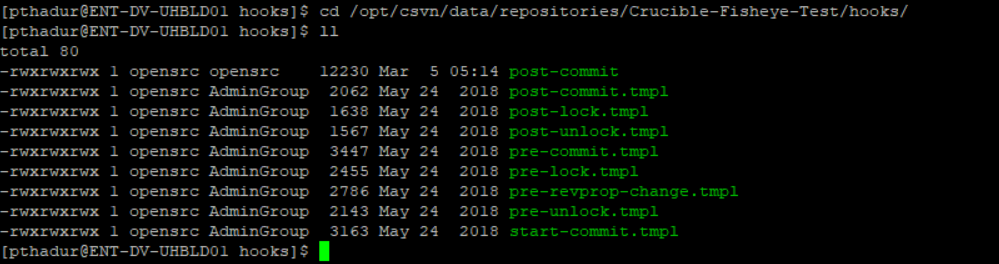 [pthadur@ENT-DV-UHBLD01 hooks]$ cd /opt/csvn/data/repositories/Crucible-Fisheye-Test/hooks/
[pthadur@ENT-DV-UHBLD01 hooks]$ ll
total 80
-rwxrwxrwx 1 opensrc opensrc    12230 Mar  5 05:14 post-commit
-rwxrwxrwx 1 opensrc AdminGroup  2062 May 24  2018 post-commit.tmpl
-rwxrwxrwx 1 opensrc AdminGroup  1638 May 24  2018 post-lock.tmpl
-rwxrwxrwx 1 opensrc AdminGroup  1567 May 24  2018 post-unlock.tmpl
-rwxrwxrwx 1 opensrc AdminGroup  3447 May 24  2018 pre-commit.tmpl
-rwxrwxrwx 1 opensrc AdminGroup  2455 May 24  2018 pre-lock.tmpl
-rwxrwxrwx 1 opensrc AdminGroup  2786 May 24  2018 pre-revprop-change.tmpl
-rwxrwxrwx 1 opensrc AdminGroup  2143 May 24  2018 pre-unlock.tmpl
-rwxrwxrwx 1 opensrc AdminGroup  3163 May 24  2018 start-commit.tmpl
[pthadur@ENT-DV-UHBLD01 hooks]$